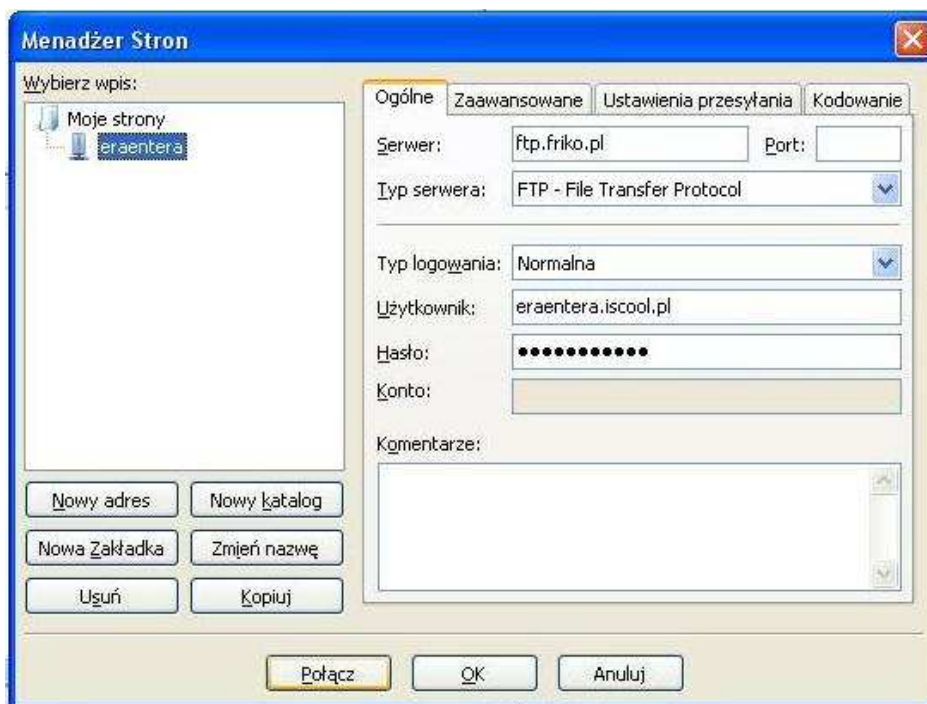 Menadżer Stron
Wybierz wpis:
Moje strony
eraentera
Nowy adres Nowy katalog
Nowa Zakładka Zmień nazwę
Usuń Kopiuj
Ogólne Zaawansowane Ustawienia przesyłania Kodowanie
Serwer: ftp.friko.pl Port:
Typ serwera: FTP - File Transfer Protocol
Typ logowania: Normalna
Użytkownik: eraentera.iscool.pl
Hasło: ●●●●●●●●●●●
Konto:
Komentarze:
Połącz OK Anuluj